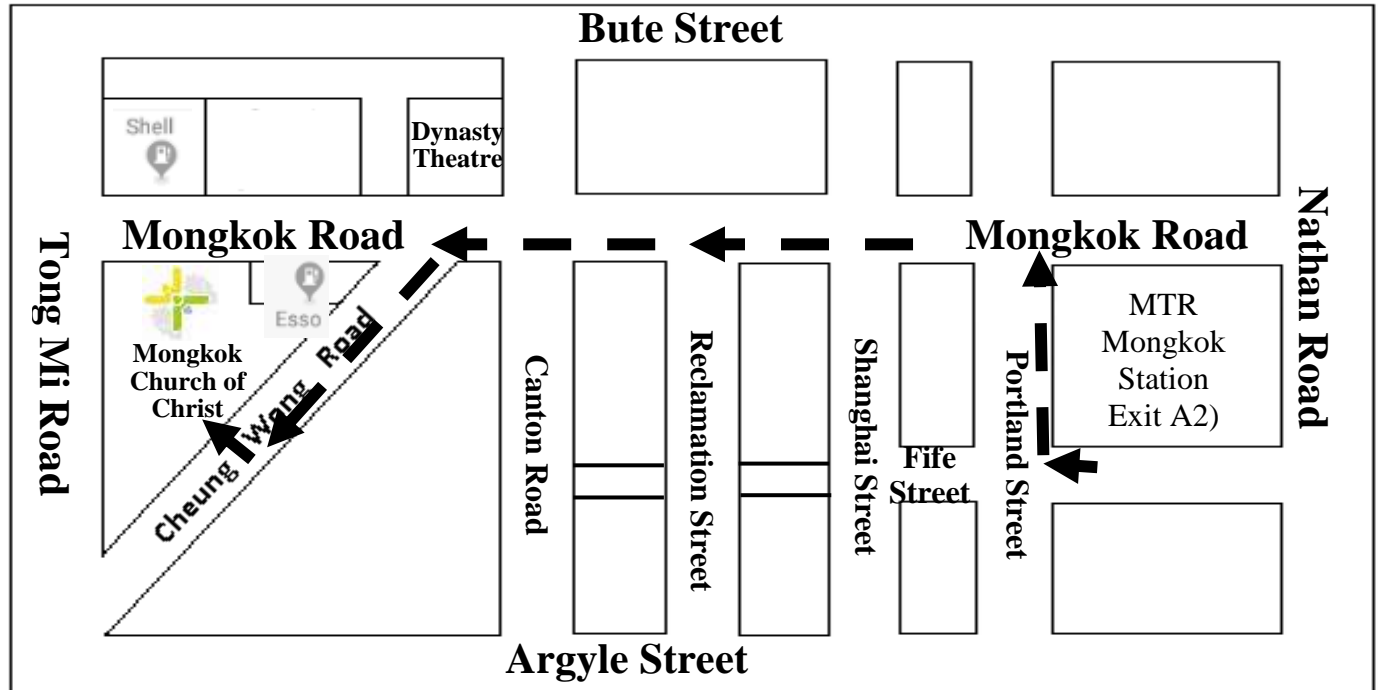 Bute Street
Shell
Dynasty
Theatre
Mongkok Road
Mongkok Road
Tong Mi Road
Nathan Road
Esso
Mongkok
Church of
Christ
Cheung Wang Road
Canton Road
Reclamation Street
Shanghai Street
Fife
Street
Portland Street
MTR
Mongkok
Station
Exit A2)
Argyle Street